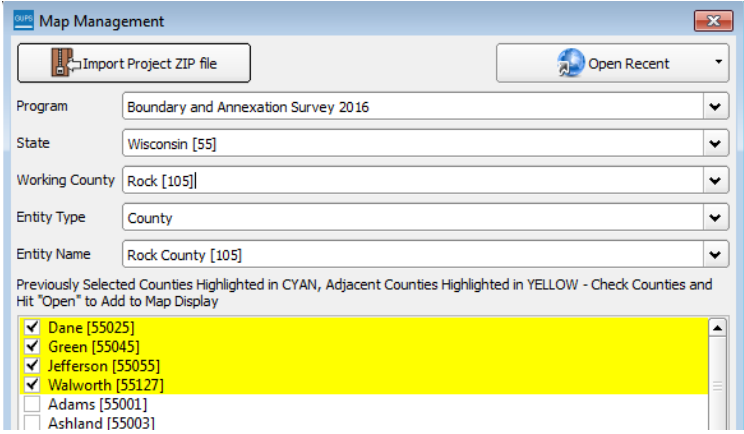 GUPS Map Management
Import Project ZIP file
Open Recent
Program Boundary and Annexation Survey 2016
State Wisconsin [55]
Working County Rock [105]
Entity Type County
Entity Name Rock County [105]
Previously Selected Counties Highlighted in CYAN, Adjacent Counties Highlighted in YELLOW - Check Counties and
Hit "Open" to Add to Map Display
Dane [55025]
Green [55045]
Jefferson [55055]
Walworth [55127]
Adams [55001]
Ashland [55003]